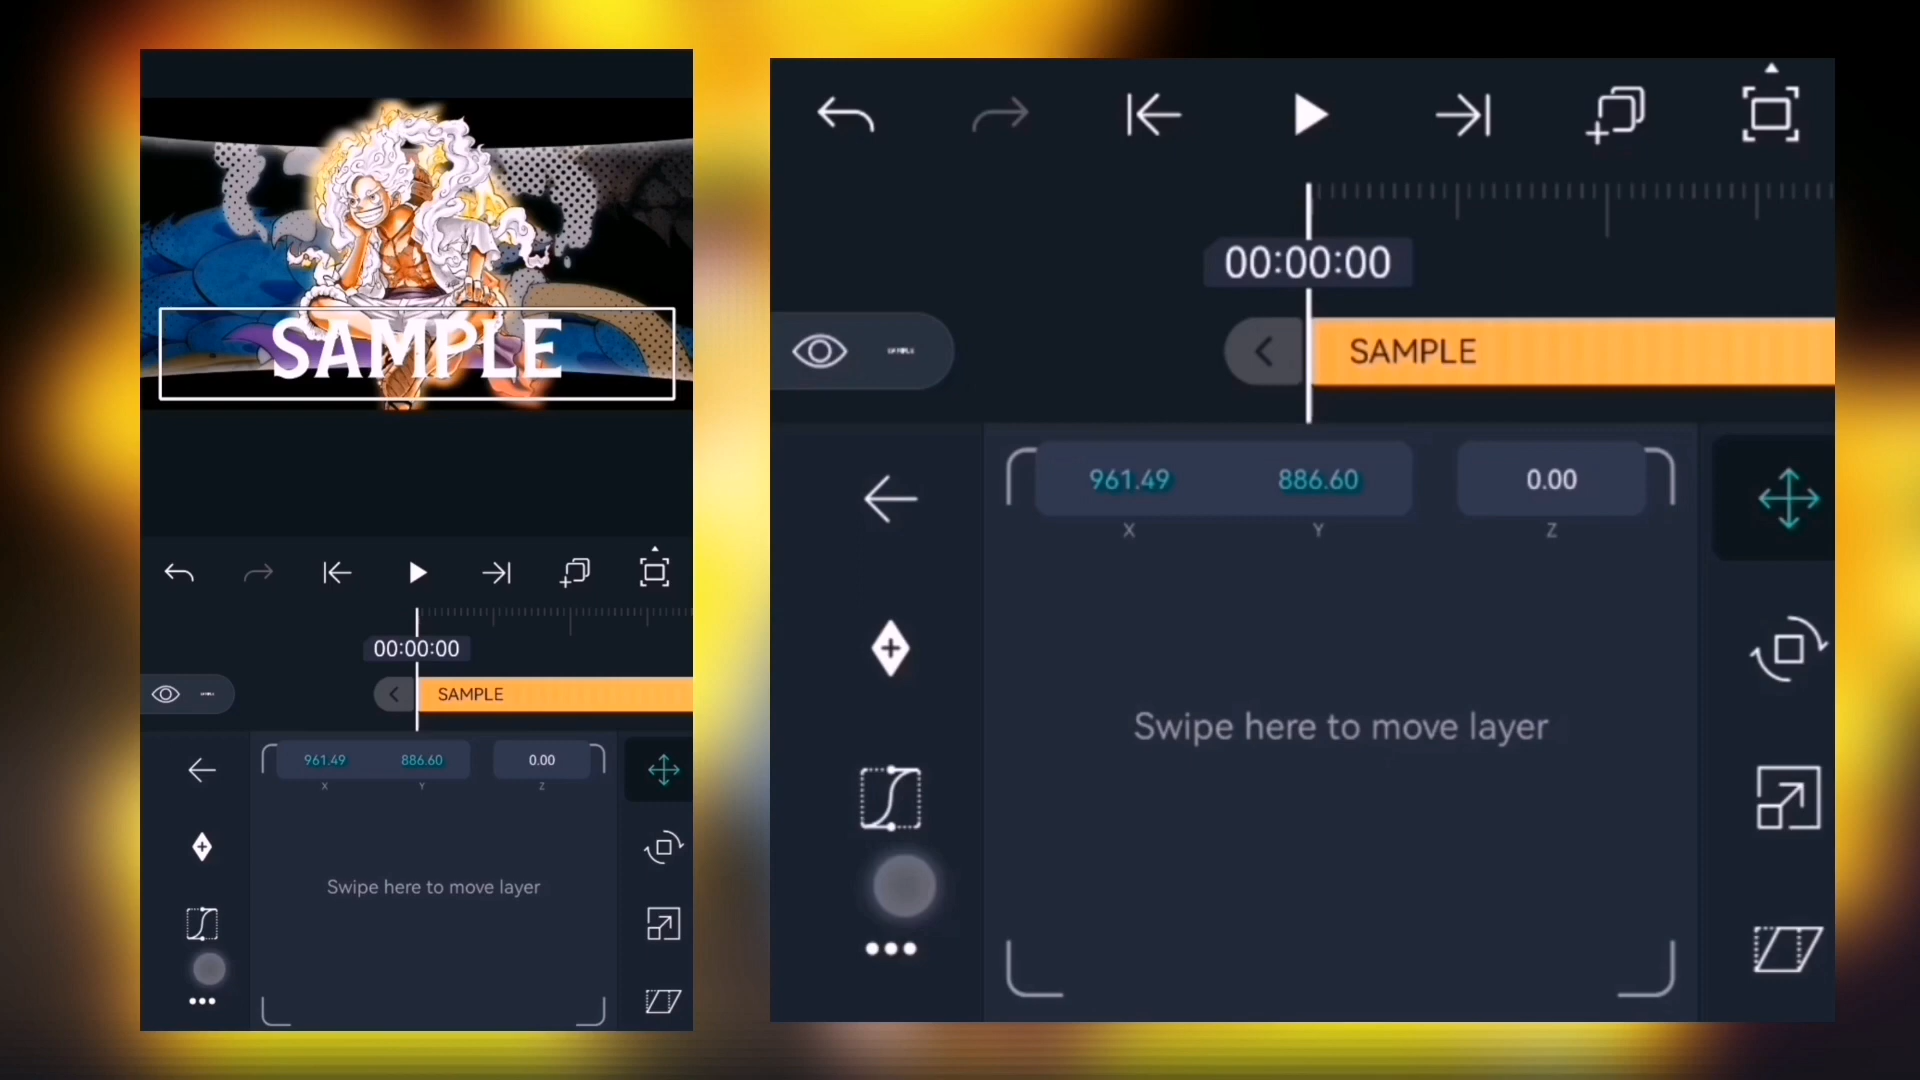 SAMPLE
00:00:00
SAMPLE
961.49 886.60 0.00
X Y Z
Swipe here to move layer
00:00:00
SAMPLE
SAMPLE
961.49 886.60 0.00
X Y Z
Swipe here to move layer